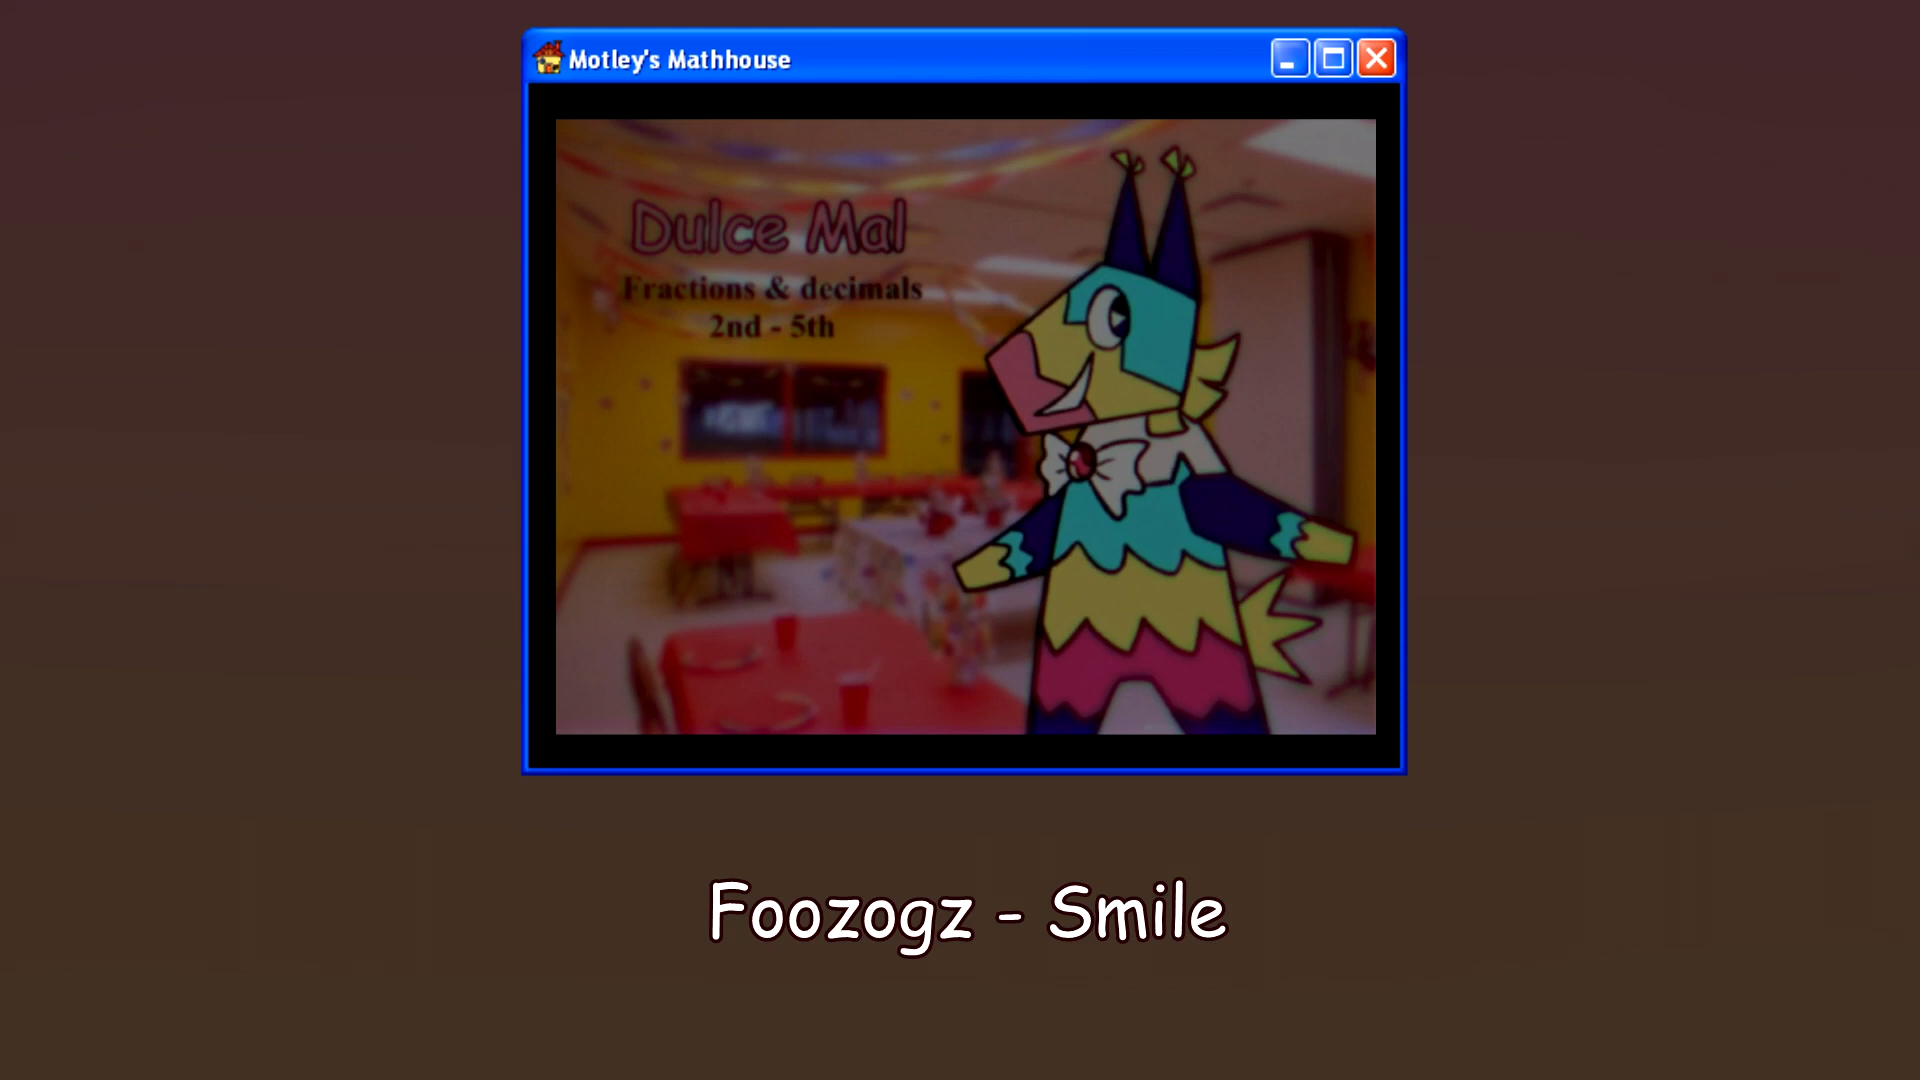 Motley's Mathhouse
Dulce Mal
Fractions & decimals
2nd - 5th
Foozogz - Smile